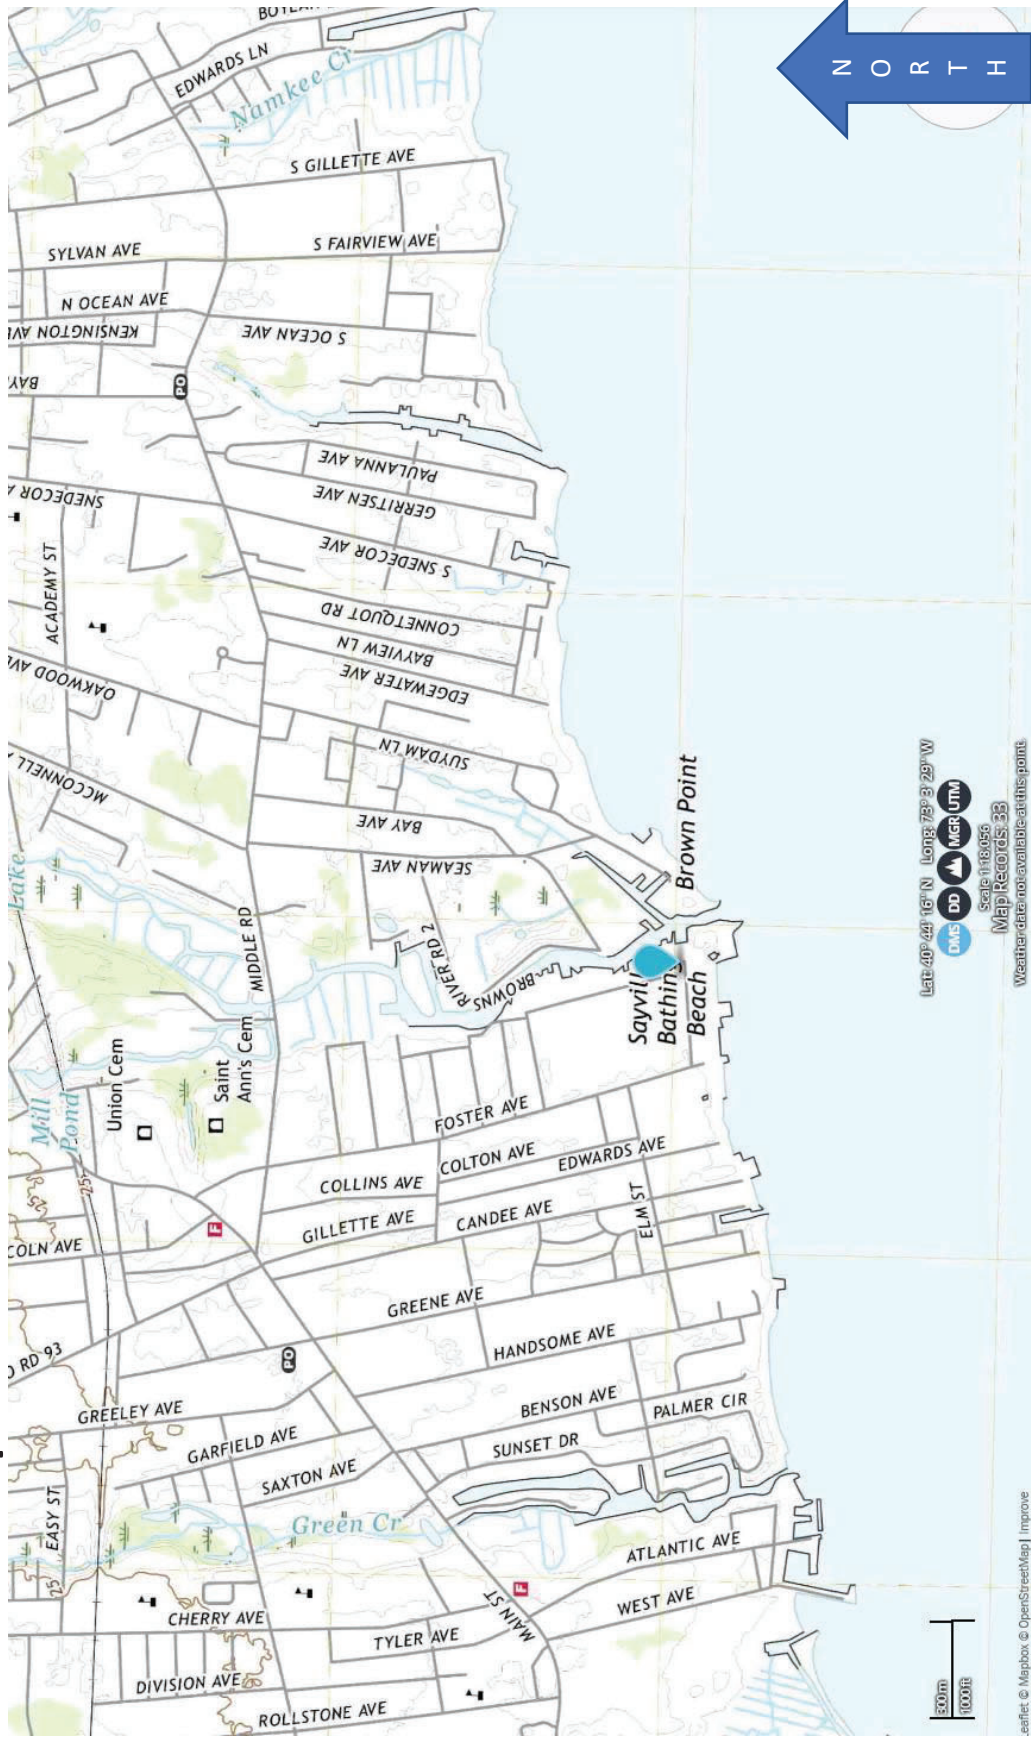 EDWARDS LN
Namkee Cr
N O R T H
S GILLETTE AVE
SYLVAN AVE
S FAIRVIEW AVE
N OCEAN AVE
KENSINGTON AV
S OCEAN AVE
BAY
PO
PAULANNA AVE
GERRITSEN AVE
SNEDECOR A
S SNEDECOR AVE
ACADEMY ST
CONNETQUOT RD
BAYVIEW LN
EDGEWATER AVE
OAKWOOD AVE
SUYDAM LN
MCCONNELL
BAY AVE
SEAMAN AVE
Lake
Brown Point
MIDDLE RD
RIVER RD 2
BROWNS
Sayvill
Bathing
Beach
Lat: 40° 44' 16" N Long: 73° 3' 29" W
DMS DD MGR UTM
Scale 1:18,056
Map Records: 33
Weather data not available at this point.
Mill
Pond
Union Cem
Saint
Ann's Cem
FOSTER AVE
COLTON AVE
EDWARDS AVE
25
25
COLLINS AVE
GILLETTE AVE
CANDEE AVE
ELM ST
F
COLN AVE
GREENE AVE
HANDSOME AVE
RD 93
PO
BENSON AVE
PALMER CIR
GREELEY AVE
GARFIELD AVE
SUNSET DR
SAXTON AVE
EASY ST
Green Cr
25
ATLANTIC AVE
F
WEST AVE
MAIN ST
CHERRY AVE
TYLER AVE
DIVISION AVE
ROLLSTONE AVE
300m
1000ft
Leaflet © Mapbox © OpenStreetMap | Improve